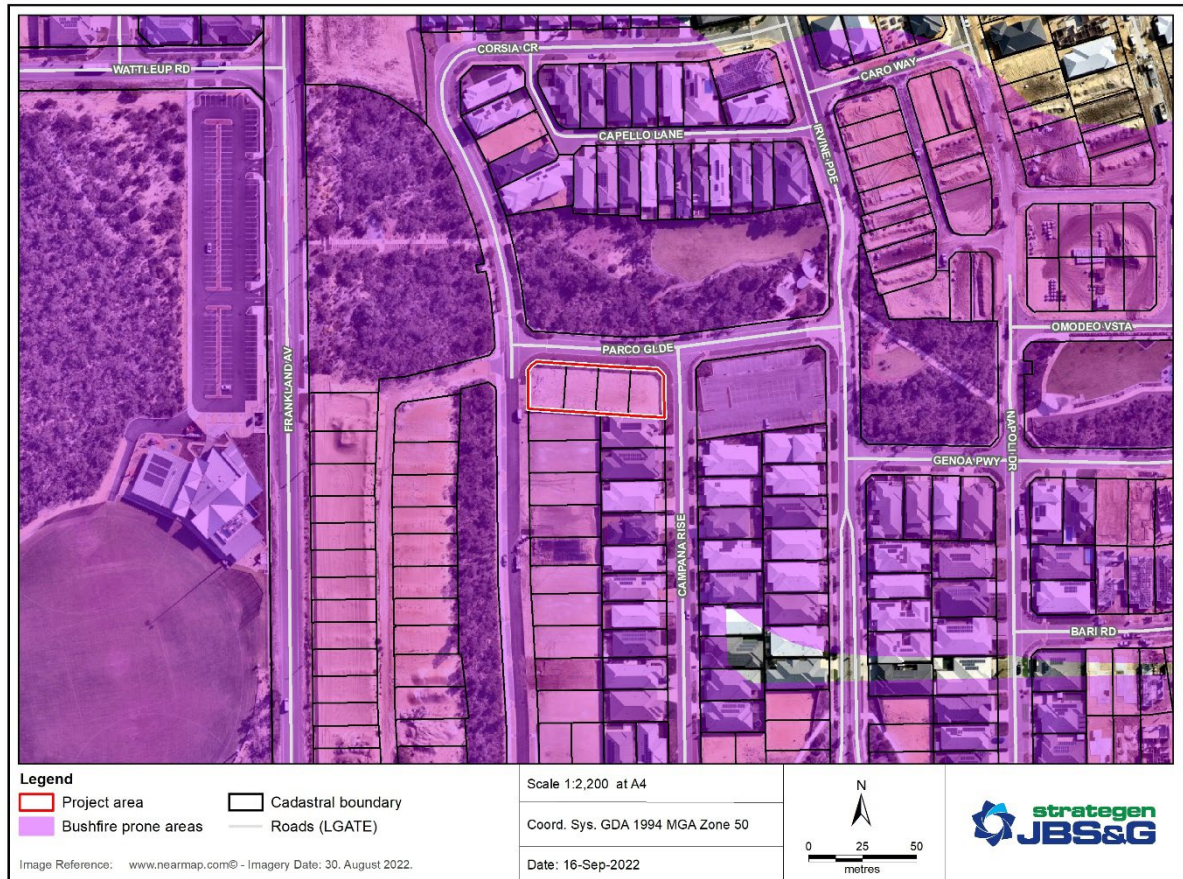 CORSIA CR
WATTLEUP RD
CARO WAY
CAPELLO LANE
IRVINE PDE
OMODEO VSTA
PARCO GLDE
FRANKLAND AV
NAPOLI DR
GENOA PWY
CAMPANA RISE
BARI RD
Legend
Project area
Cadastral boundary
Bushfire prone areas
Roads (LGATE)
Image Reference: www.nearmap.com© - Imagery Date: 30. August 2022.
Scale 1:2,200 at A4
Coord. Sys. GDA 1994 MGA Zone 50
Date: 16-Sep-2022
N
0 25 50
metres
strategen
JBS&G